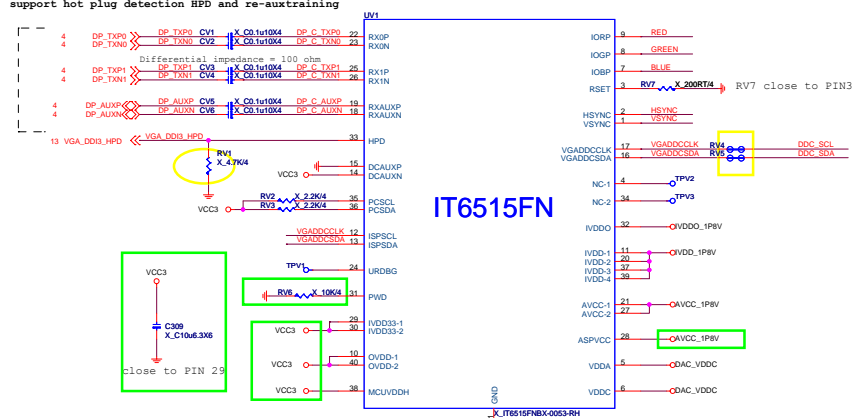 support hot plug detection HPD and re-auxtraining
UV1
4 DP_TXP0 DP_TXP0 CV1 X_C0.1u10X4 DP_C_TXP0 22 RX0P
4 DP_TXN0 DP_TXN0 CV2 X_C0.1u10X4 DP_C_TXN0 23 RX0N
Differential impedance = 100 ohm
4 DP_TXP1 DP_TXP1 CV3 X_C0.1u10X4 DP_C_TXP1 25 RX1P
4 DP_TXN1 DP_TXN1 CV4 X_C0.1u10X4 DP_C_TXN1 26 RX1N
4 DP_AUXP DP_AUXP CV5 X_C0.1u10X4 DP_C_AUXP 19 RXAUXP
4 DP_AUXN DP_AUXN CV6 X_C0.1u10X4 DP_C_AUXN 18 RXAUXN
13 VGA_DDI3_HPD VGA_DDI3_HPD 33 HPD
RV1
X_4.7K/4
15 DCAUXP
VCC3 14 DCAUXN
RV2 X_2.2K/4 35 PCSCL
VCC3 RV3 X_2.2K/4 36 PCSDA
VGADDCCLK 12 ISPSCL
VGADDCSDA 13 ISPSDA
TPV1 24 URDBG
RV6 X_10K/4 31 PWD
29 IVDD33-1
VCC3 30 IVDD33-2
10 OVDD-1
VCC3 40 OVDD-2
VCC3 38 MCUVDDH
VCC3
C309
X_C10u6.3X6
close to PIN 29
IT6515FN
IORP 9 RED
IOGP 8 GREEN
IOBP 7 BLUE
RSET 3 RV7 X_200RT/4 RV7 close to PIN3
HSYNC 2 HSYNC
VSYNC 1 VSYNC
VGADDCCLK 17 VGADDCCLK RV4 DDC_SCL
VGADDCSDA 16 VGADDCSDA RV5 DDC_SDA
NC-1 4 TPV2
NC-2 34 TPV3
IVDDO 32 IVDDO_1P8V
IVDD-1 11 IVDD_1P8V
IVDD-2 20
IVDD-3 37
IVDD-4 39
AVCC-1 21 AVCC_1P8V
AVCC-2 27
ASPVCC 28 AVCC_1P8V
VDDA 5 DAC_VDDC
VDDC 6 DAC_VDDC
GND
X_IT6515FNBX-0053-RH